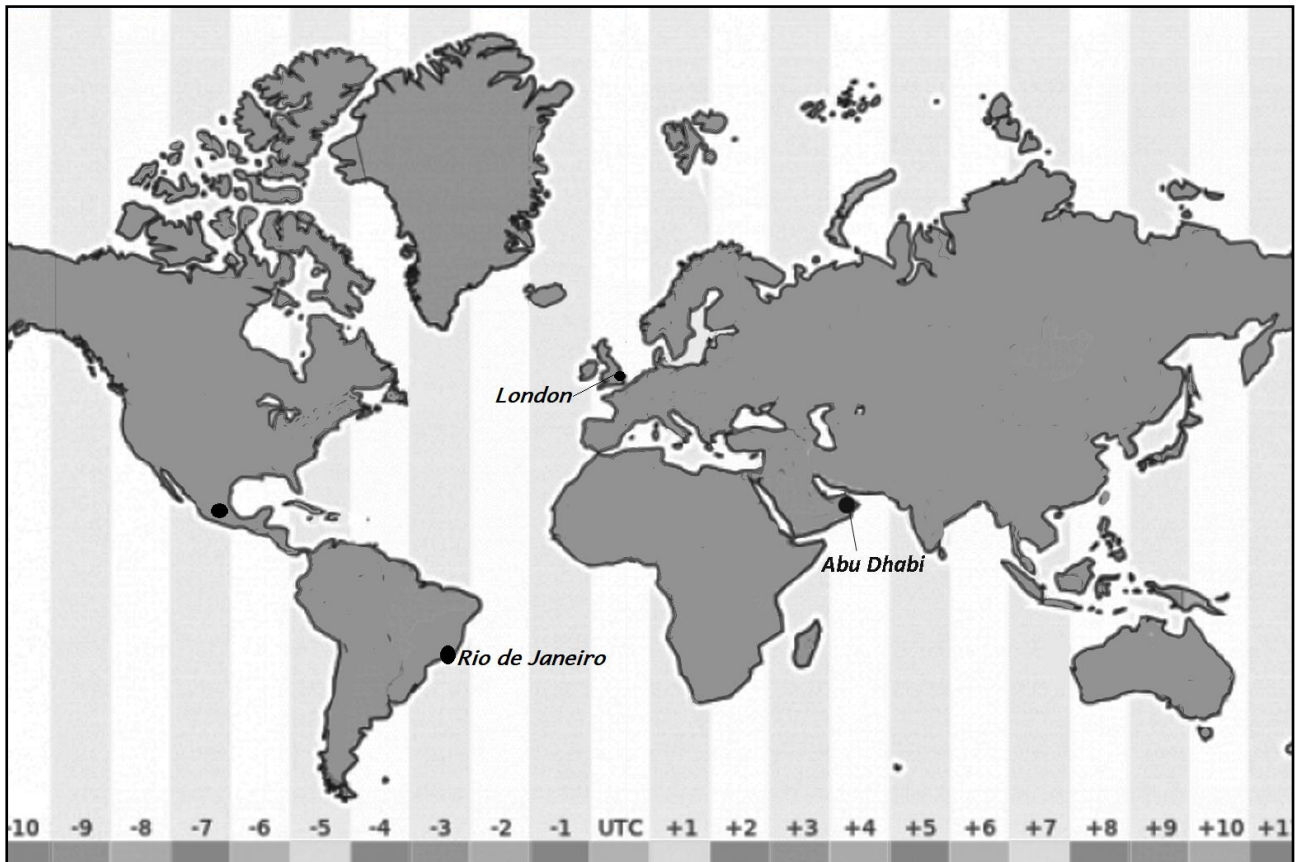 London
Abu Dhabi
Rio de Janeiro
-10 -9 -8 -7 -6 -5 -4 -3 -2 -1 UTC +1 +2 +3 +4 +5 +6 +7 +8 +9 +10 +1